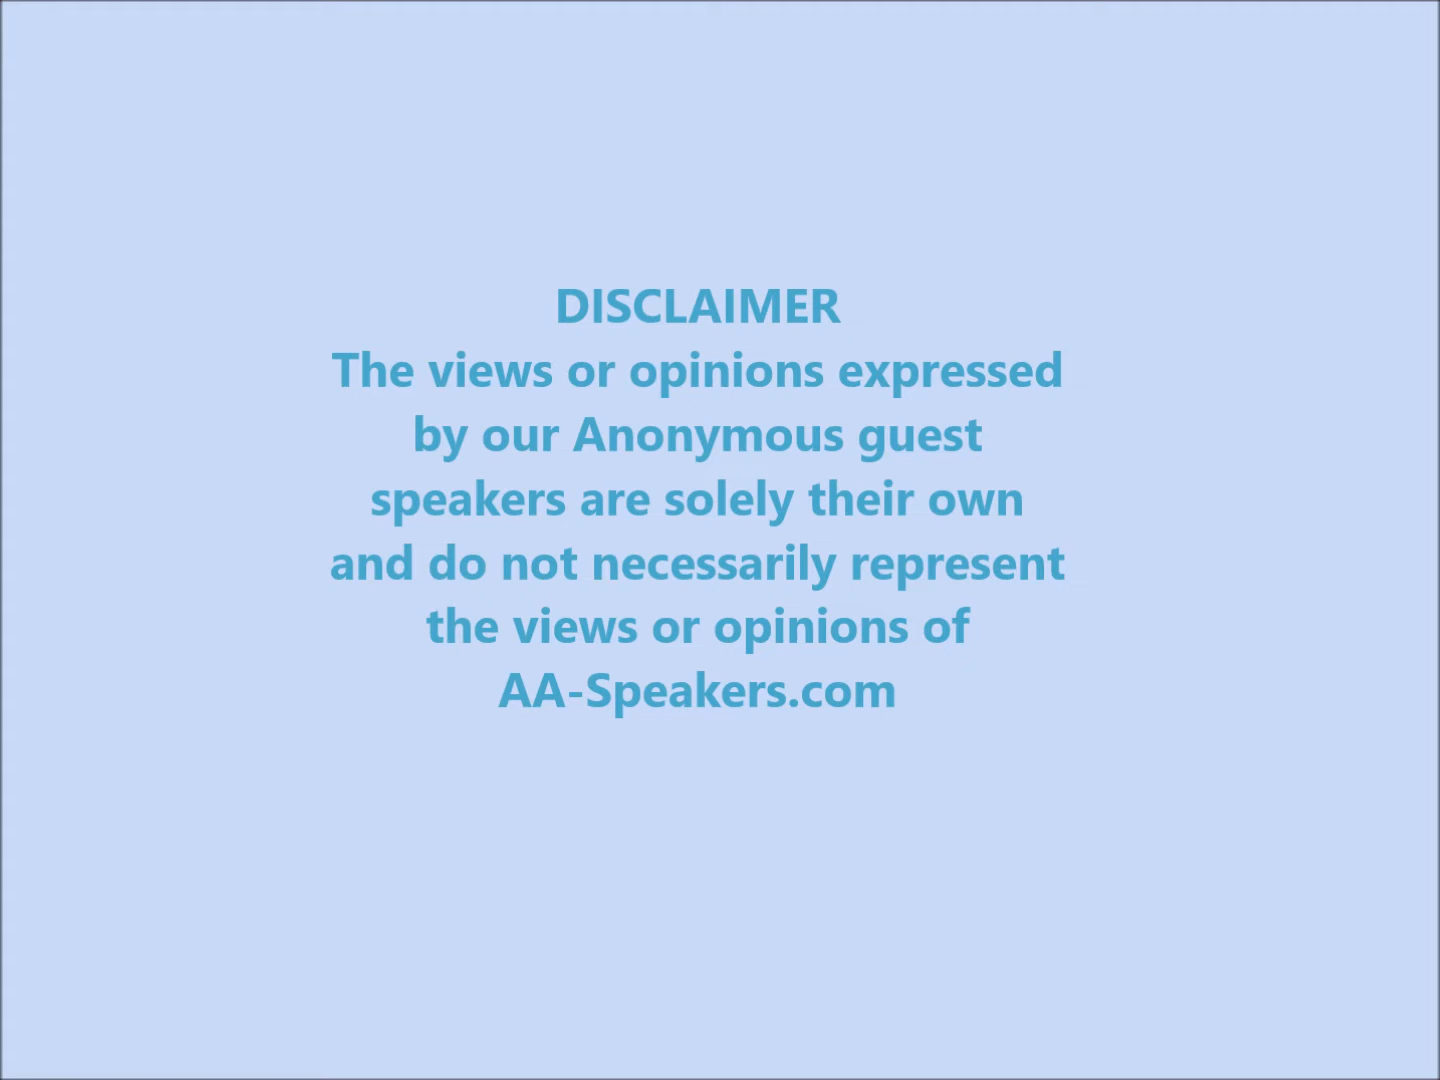 DISCLAIMER
The views or opinions expressed
by our Anonymous guest
speakers are solely their own
and do not necessarily represent
the views or opinions of
AA-Speakers.com